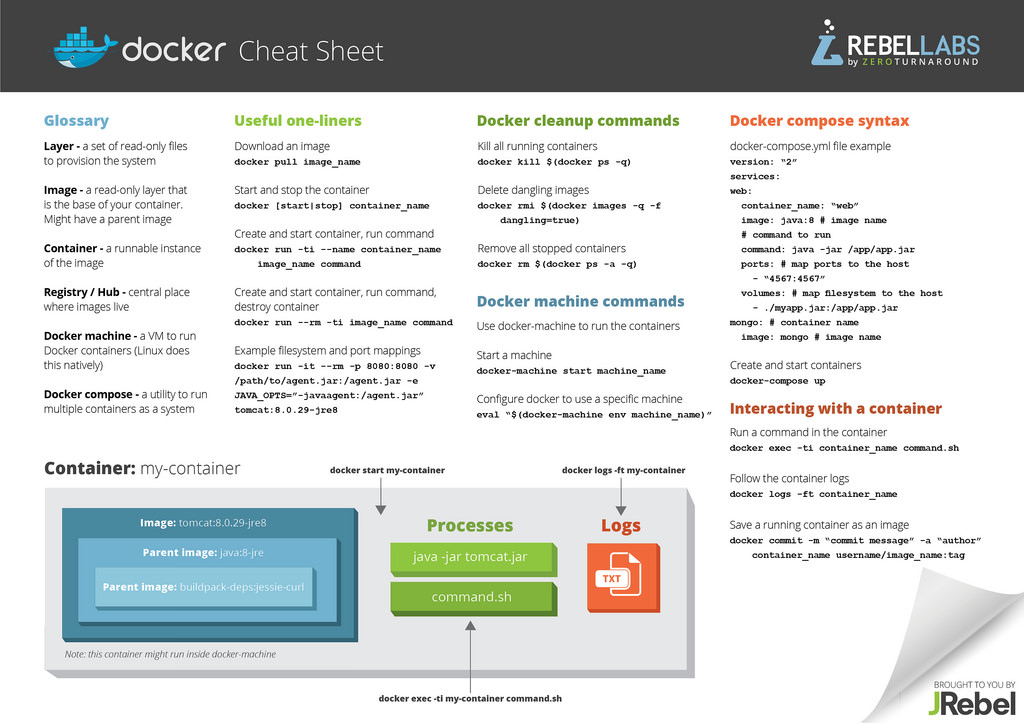 docker Cheat Sheet
REBELLABS
by ZEROTURNAROUND
Glossary
Layer - a set of read-only files
to provision the system
Image - a read-only layer that
is the base of your container.
Might have a parent image
Container - a runnable instance
of the image
Registry / Hub - central place
where images live
Docker machine - a VM to run
Docker containers (Linux does
this natively)
Docker compose - a utility to run
multiple containers as a system
Useful one-liners
Download an image
docker pull image_name
Start and stop the container
docker [start|stop] container_name
Create and start container, run command
docker run -ti --name container_name
image_name command
Create and start container, run command,
destroy container
docker run --rm -ti image_name command
Example filesystem and port mappings
docker run -it --rm -p 8080:8080 -v
/path/to/agent.jar:/agent.jar -e
JAVA_OPTS=”-javaagent:/agent.jar”
tomcat:8.0.29-jre8
Docker cleanup commands
Kill all running containers
docker kill $(docker ps -q)
Delete dangling images
docker rmi $(docker images -q -f
dangling=true)
Remove all stopped containers
docker rm $(docker ps -a -q)
Docker machine commands
Use docker-machine to run the containers
Start a machine
docker-machine start machine_name
Configure docker to use a specific machine
eval “$(docker-machine env machine_name)”
Docker compose syntax
docker-compose.yml file example
version: “2”
services:
web:
container_name: “web”
image: java:8 # image name
# command to run
command: java -jar /app/app.jar
ports: # map ports to the host
- “4567:4567”
volumes: # map filesystem to the host
- ./myapp.jar:/app/app.jar
mongo: # container name
image: mongo # image name
Create and start containers
docker-compose up
Interacting with a container
Run a command in the container
docker exec -ti container_name command.sh
Follow the container logs
docker logs -ft container_name
Save a running container as an image
docker commit -m “commit message” -a “author”
container_name username/image_name:tag
Container: my-container
docker start my-container
docker logs -ft my-container
Image: tomcat:8.0.29-jre8
Parent image: java:8-jre
Parent image: buildpack-deps:jessie-curl
Note: this container might run inside docker-machine
Processes
java -jar tomcat.jar
command.sh
Logs
TXT
docker exec -ti my-container command.sh
BROUGHT TO YOU BY
JRebel